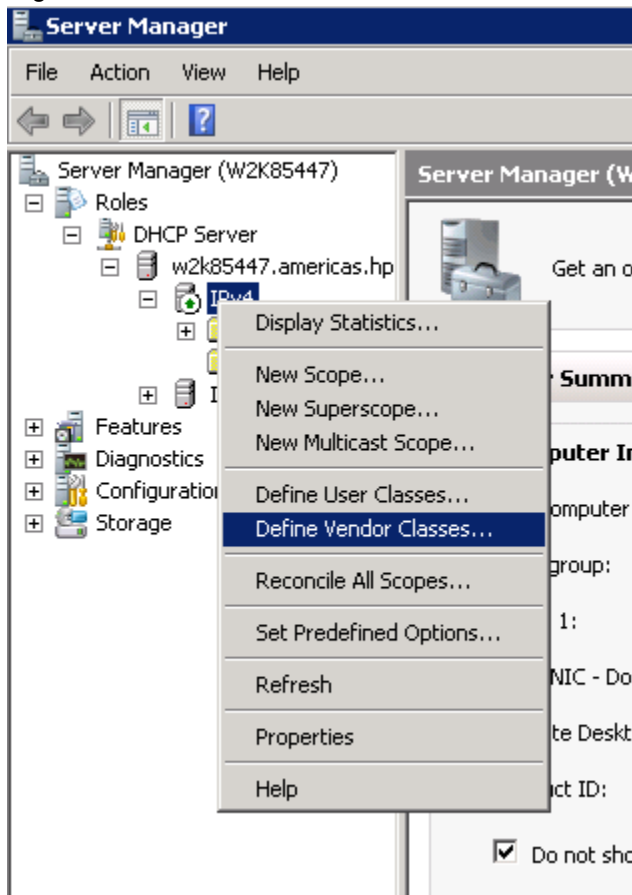 Server Manager
File Action View Help
Server Manager (W2K85447)
Server Manager (W
Roles
DHCP Server
w2k85447.americas.hp
Get an o
IPv4
Display Statistics...
New Scope...
Summ
New Superscope...
Features
New Multicast Scope...
puter In
Diagnostics
Configuration
Define User Classes...
omputer
Storage
Define Vendor Classes...
group:
Reconcile All Scopes...
1:
Set Predefined Options...
Refresh
NIC - Do
Properties
te Deskt
Help
ct ID:
Do not sho